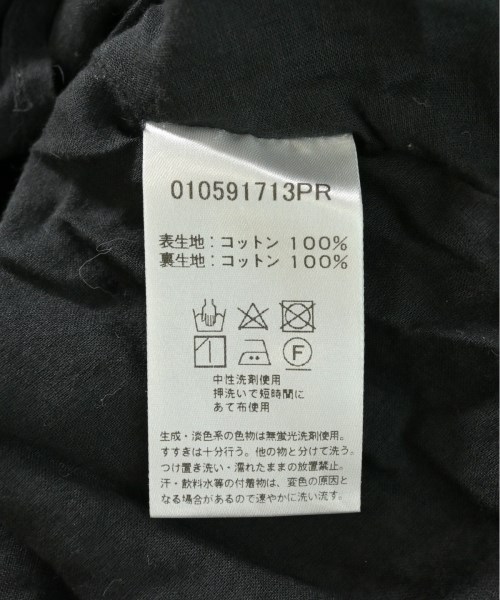 010591713PR
表生地：コットン 100%
裏生地：コットン 100%
F
中性洗剤使用
押洗いで短時間に
あて布使用
生成・淡色系の色物は無蛍光洗剤使用。
すすぎは十分行う。他の物と分けて洗う。
つけ置き洗い・濡れたままの放置禁止。
汗・飲料水等の付着物は、変色の原因と
なる場合があるので速やかに洗い流す。